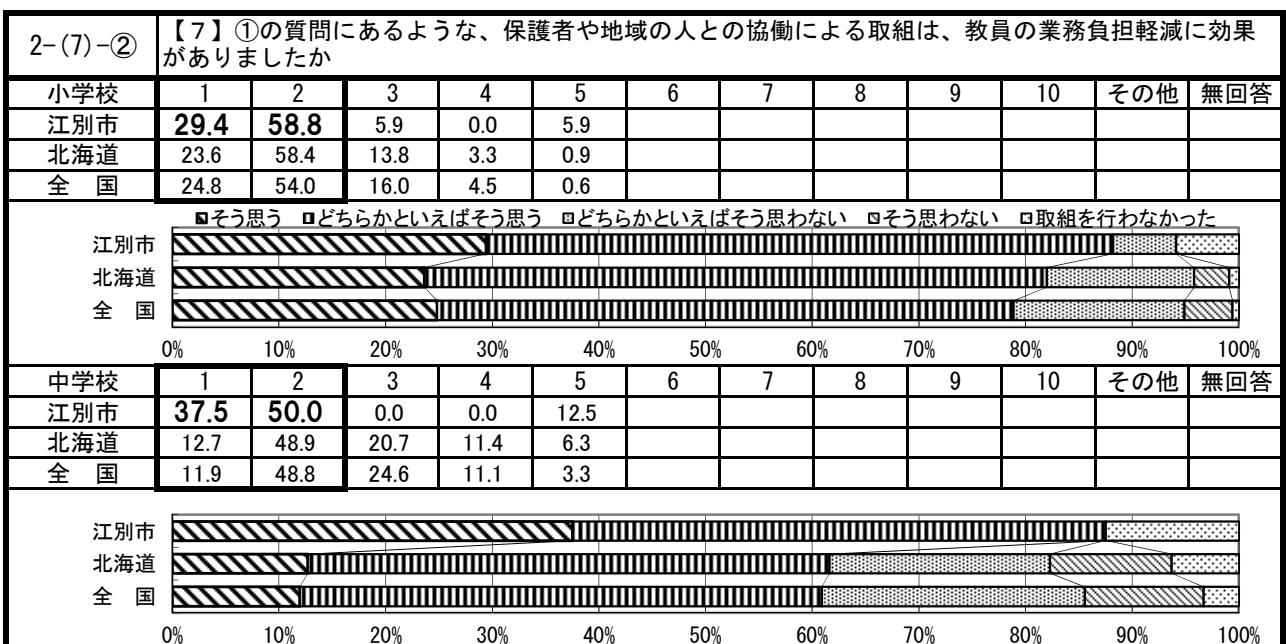 2-(7)-② 【7】①の質問にあるような、保護者や地域の人との協働による取組は、教員の業務負担軽減に効果
がありましたか
小学校 1 2 3 4 5 6 7 8 9 10 その他 無回答
江別市 29.4 58.8 5.9 0.0 5.9
北海道 23.6 58.4 13.8 3.3 0.9
全 国 24.8 54.0 16.0 4.5 0.6
そう思う どちらかといえばそう思う どちらかといえばそう思わない そう思わない 取組を行わなかった
江別市
北海道
全 国
0% 10% 20% 30% 40% 50% 60% 70% 80% 90% 100%
中学校 1 2 3 4 5 6 7 8 9 10 その他 無回答
江別市 37.5 50.0 0.0 0.0 12.5
北海道 12.7 48.9 20.7 11.4 6.3
全 国 11.9 48.8 24.6 11.1 3.3
江別市
北海道
全 国
0% 10% 20% 30% 40% 50% 60% 70% 80% 90% 100%